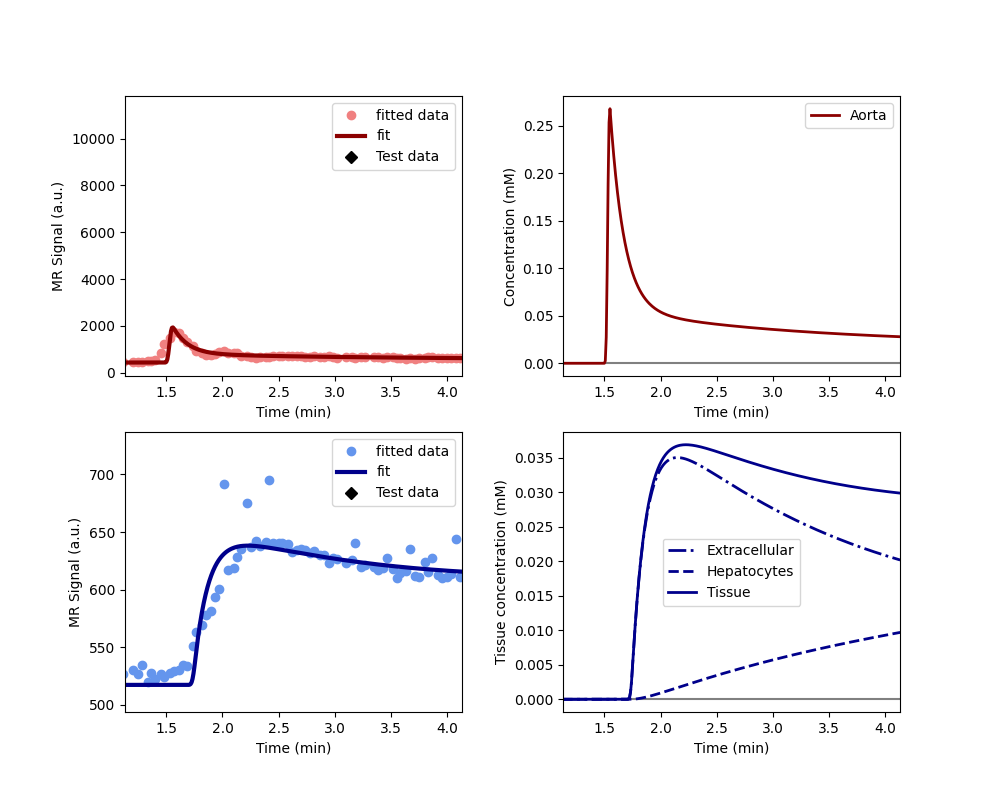 MR Signal (a.u.)
10000
8000
6000
4000
2000
0
fitted data
fit
Test data
1.5 2.0 2.5 3.0 3.5 4.0
Time (min)
Concentration (mM)
0.25
0.20
0.15
0.10
0.05
0.00
Aorta
1.5 2.0 2.5 3.0 3.5 4.0
Time (min)
MR Signal (a.u.)
700
650
600
550
500
fitted data
fit
Test data
1.5 2.0 2.5 3.0 3.5 4.0
Time (min)
Tissue concentration (mM)
0.035
0.030
0.025
0.020
0.015
0.010
0.005
0.000
Extracellular
Hepatocytes
Tissue
1.5 2.0 2.5 3.0 3.5 4.0
Time (min)